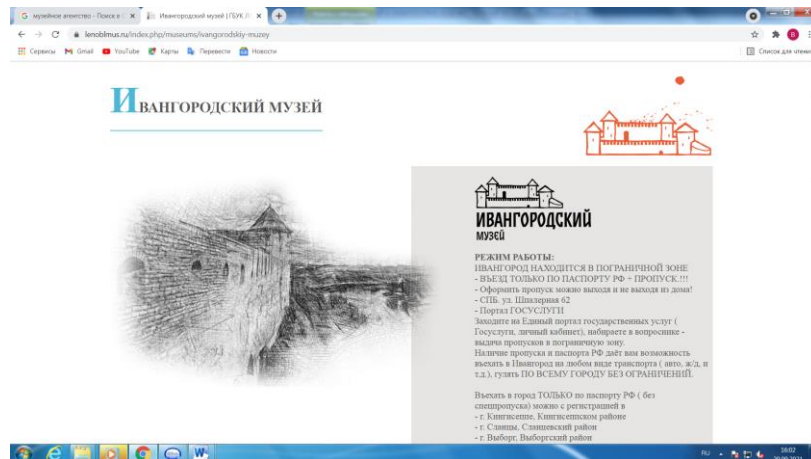 музейное агентство - Поиск в
Ивангородский музей | ГБУК Л
lenoblmus.ru/index.php/museums/ivangorodskiy-muzey
Сервисы Gmail YouTube Карты Перевести Новости
Список для чтения
ИВАНГОРОДСКИЙ МУЗЕЙ
ИВАНГОРОДСКИЙ
МУЗЕЙ
РЕЖИМ РАБОТЫ:
ИВАНГОРОД НАХОДИТСЯ В ПОГРАНИЧНОЙ ЗОНЕ
- ВЪЕЗД ТОЛЬКО ПО ПАСПОРТУ РФ + ПРОПУСК.!!!
- Оформить пропуск можно выходя и не выходя из дома!
- СПБ. ул. Шпалерная 62
- Портал ГОСУСЛУГИ
Заходите на Единый портал государственных услуг (
Госуслуги, личный кабинет), набираете в вопроснике -
выдача пропусков в пограничную зону.
Наличие пропуска и паспорта РФ даёт вам возможность
въехать в Ивангород на любом виде транспорта ( авто, ж/д, и
т.д.), гулять ПО ВСЕМУ ГОРОДУ БЕЗ ОГРАНИЧЕНИЙ.
Въехать в город ТОЛЬКО по паспорту РФ ( без
спецпропуска) можно с регистрацией в
- г. Кингисеппе, Кингисеппском районе
- г. Сланцы, Сланцевский район
- г. Выборг, Выборгский район
RU
16:02